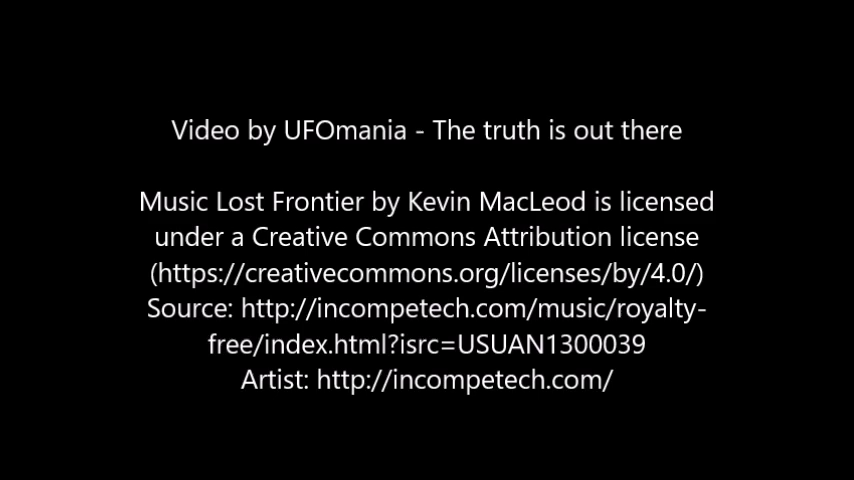 Video by UFOmania - The truth is out there
Music Lost Frontier by Kevin MacLeod is licensed
under a Creative Commons Attribution license
(https://creativecommons.org/licenses/by/4.0/)
Source: http://incompetech.com/music/royalty-
free/index.html?isrc=USUAN1300039
Artist: http://incompetech.com/